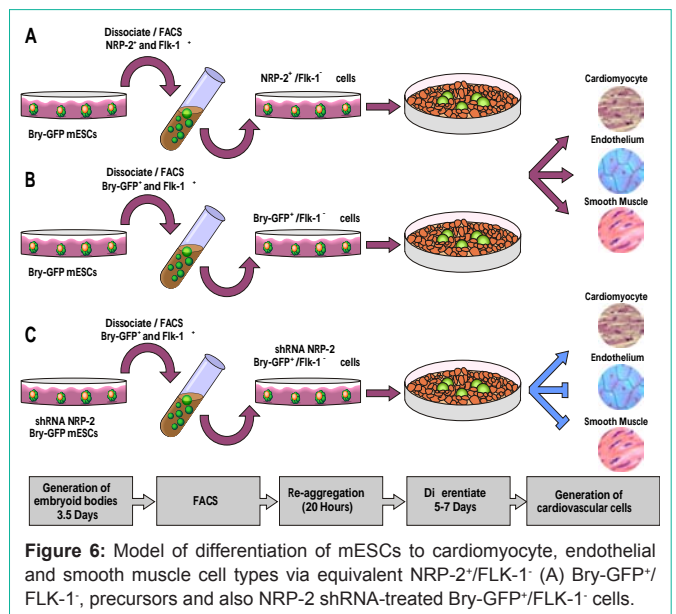 A
Dissociate / FACS
NRP-2⁺ and Flk-1 ⁺
Bry-GFP mESCs
NRP-2⁺/Flk-1⁻ cells
B
Dissociate / FACS
Bry-GFP⁺ and Flk-1 ⁺
Bry-GFP mESCs
Bry-GFP⁺/Flk-1⁻ cells
Cardiomyocyte
Endothelium
Smooth Muscle
C
Dissociate / FACS
Bry-GFP⁺ and Flk-1 ⁺
shRNA NRP-2
Bry-GFP mESCs
shRNA NRP-2
Bry-GFP⁺/Flk-1⁻ cells
Cardiomyocyte
Endothelium
Smooth Muscle
Generation of
embryoid bodies
3.5 Days
FACS
Re-aggregation
(20 Hours)
Di erentiate
5-7 Days
Generation of
cardiovascular cells
Figure 6: Model of differentiation of mESCs to cardiomyocyte, endothelial
and smooth muscle cell types via equivalent NRP-2⁺/FLK-1⁻ (A) Bry-GFP⁺/
FLK-1⁻, precursors and also NRP-2 shRNA-treated Bry-GFP⁺/FLK-1⁻ cells.